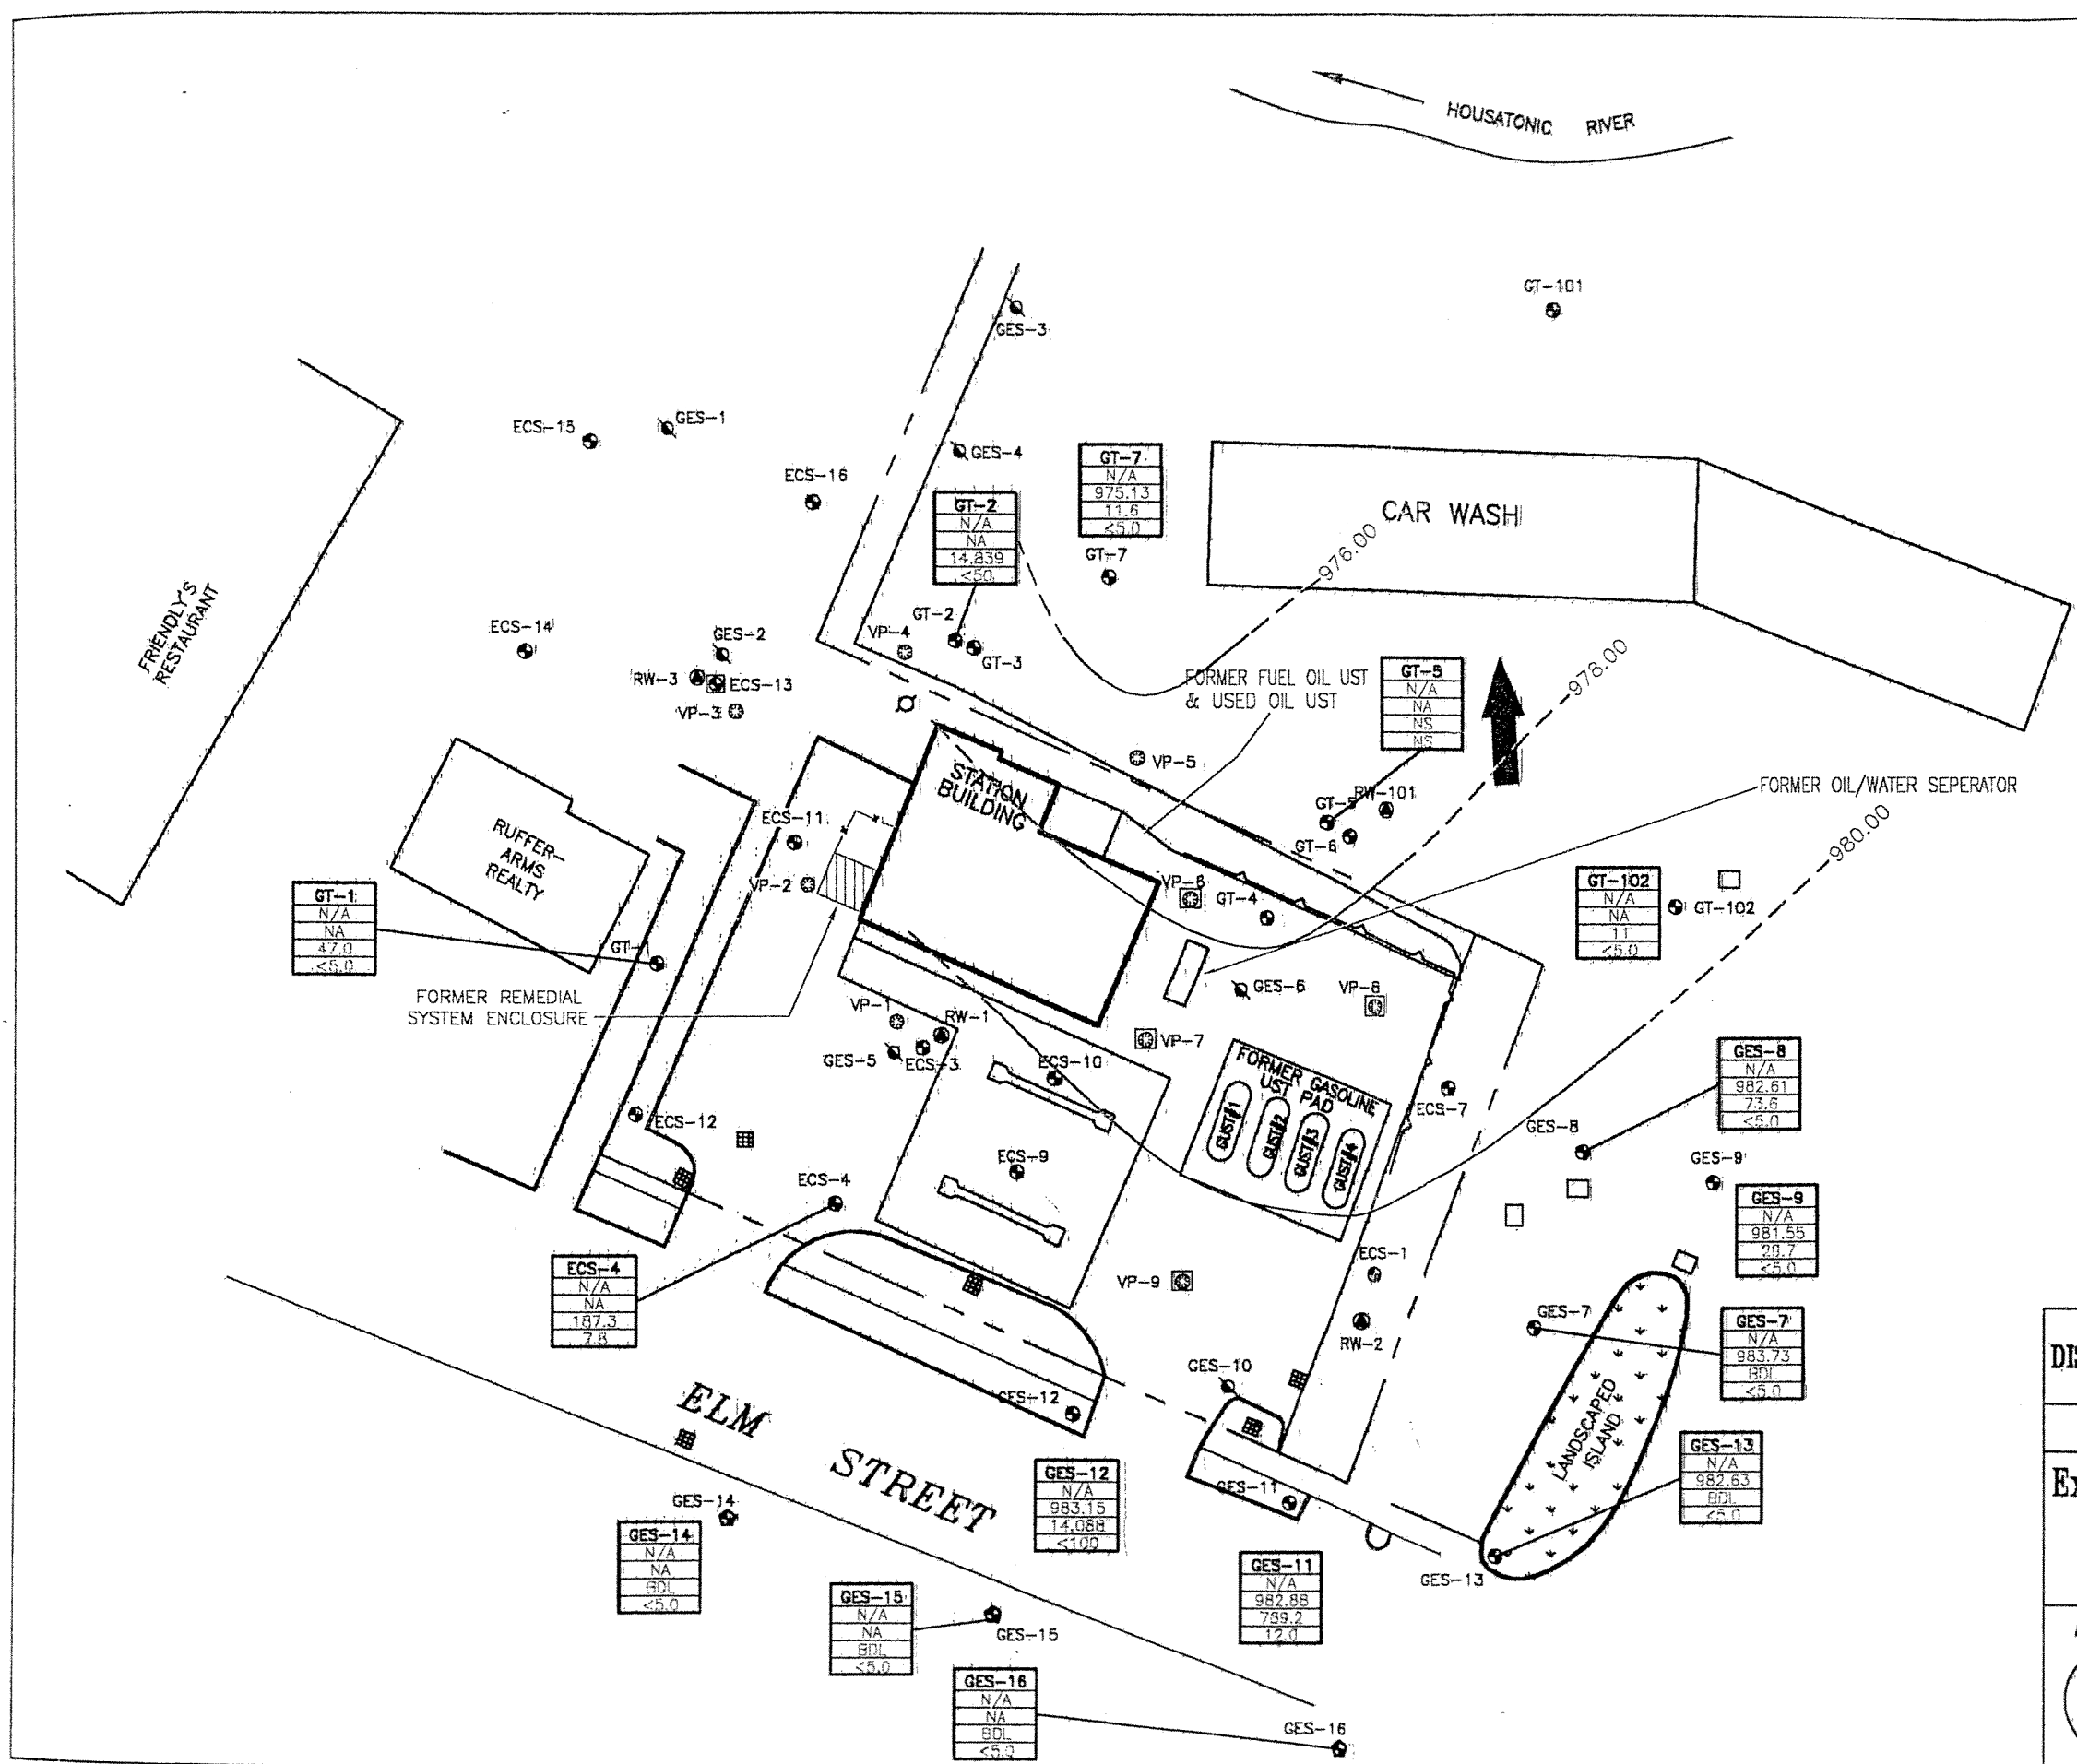 HOUSATONIC RIVER
GT-101
GES-3
ECS-15
GES-1
GES-4
ECS-16
GT-7
N/A
975.13
11.6
<5.0
GT-7
GT-2
N/A
NA
14,839
<50
CAR WASH
976.00
FRIENDLY'S
RESTAURANT
ECS-14
GES-2
VP-4
GT-2
GT-3
RW-3
ECS-13
VP-3
FORMER FUEL OIL UST
& USED OIL UST
GT-5
N/A
NA
NS
NS
978.00
VP-5
STATION
BUILDING
FORMER OIL/WATER SEPERATOR
RW-101
GT-5
GT-6
980.00
RUFFER-
ARMS
REALTY
ECS-11
VP-2
VP-6
GT-4
GT-1
N/A
NA
47.0
<5.0
GT-1
GT-102
N/A
NA
11
<5.0
GT-102
FORMER REMEDIAL
SYSTEM ENCLOSURE
VP-1
RW-1
GES-5
ECS-3
ECS-10
GES-6
VP-8
VP-7
FORMER GASOLINE
UST PAD
GUST#1
GUST#2
GUST#3
GUST#4
ECS-7
GES-8
GES-8
N/A
982.61
73.6
<5.0
ECS-12
ECS-9
ECS-4
GES-9
GES-9
N/A
981.55
29.7
<5.0
ECS-4
N/A
NA
187.3
7.8
ECS-1
VP-9
RW-2
GES-7
GES-7
N/A
983.73
BDL
<5.0
GES-10
LANDSCAPED
ISLAND
ELM
STREET
GES-12
GES-12
N/A
983.15
14,088
<100
GES-11
GES-13
N/A
982.63
BDL
<5.0
GES-13
GES-14
GES-14
N/A
NA
BDL
<5.0
GES-11
N/A
982.88
789.2
12.0
GES-15
N/A
NA
BDL
<5.0
GES-15
GES-16
N/A
NA
BDL
<5.0
GES-16